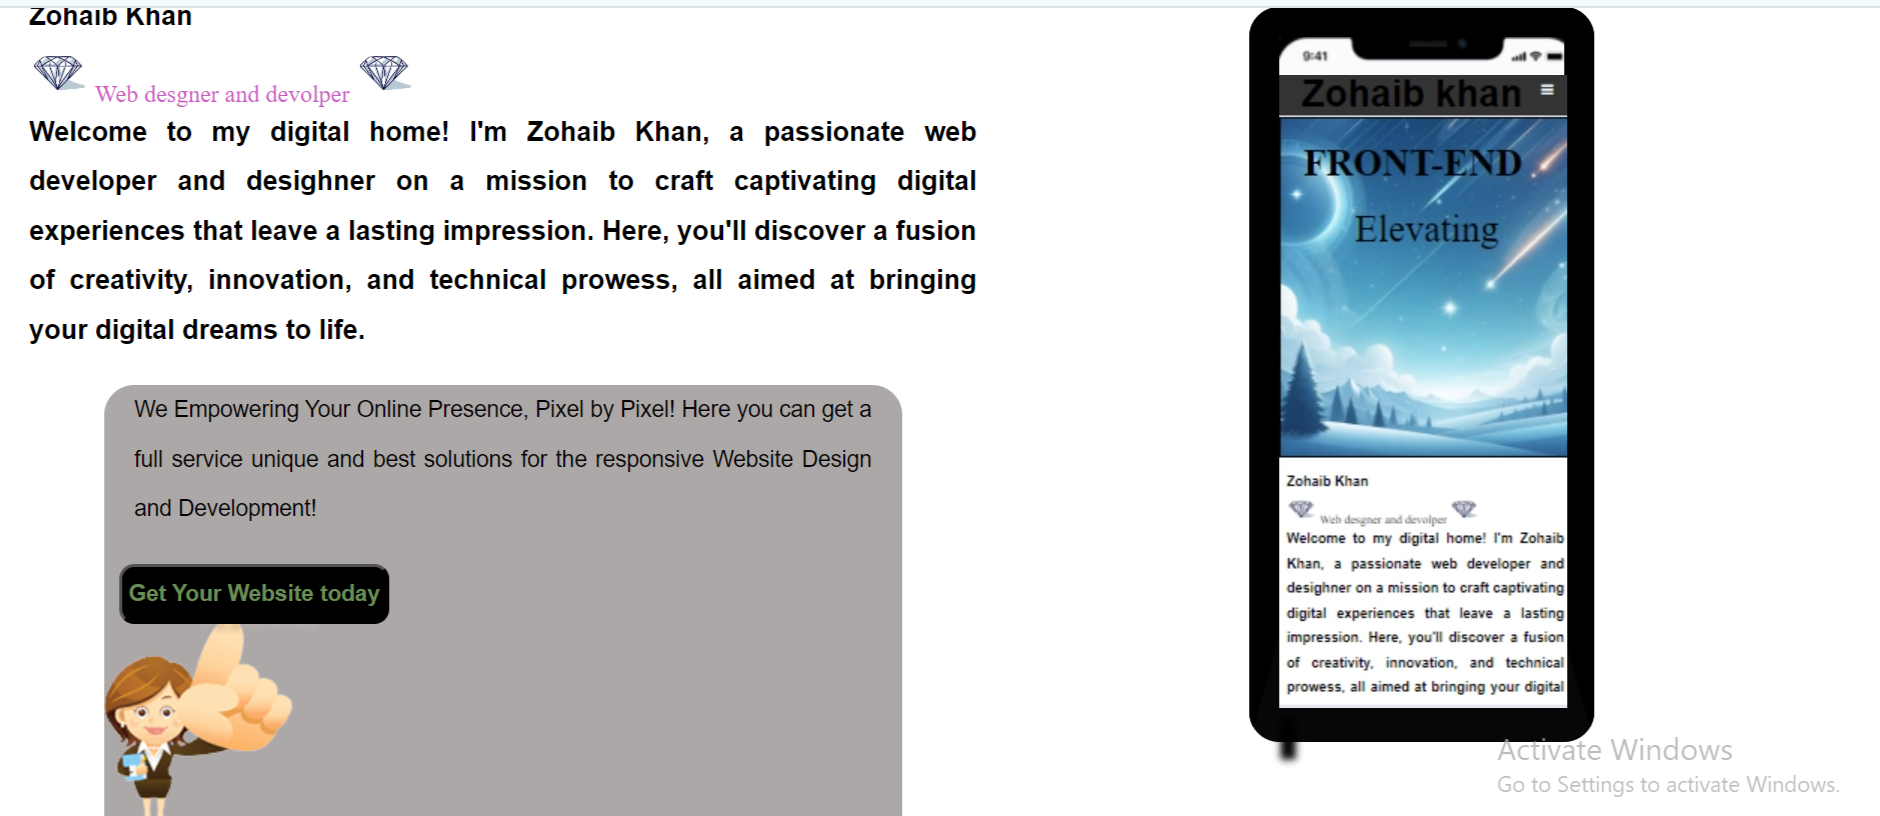 Zohaib Khan
Web desgner and devolper
Welcome to my digital home! I'm Zohaib Khan, a passionate web
developer and desighner on a mission to craft captivating digital
experiences that leave a lasting impression. Here, you'll discover a fusion
of creativity, innovation, and technical prowess, all aimed at bringing
your digital dreams to life.
We Empowering Your Online Presence, Pixel by Pixel! Here you can get a
full service unique and best solutions for the responsive Website Design
and Development!
Get Your Website today
9:41
Zohaib khan
FRONT-END
Elevating
Zohaib Khan
Web desgner and devolper
Welcome to my digital home! I'm Zohaib
Khan, a passionate web developer and
desighner on a mission to craft captivating
digital experiences that leave a lasting
impression. Here, you'll discover a fusion
of creativity, innovation, and technical
prowess, all aimed at bringing your digital
Activate Windows
Go to Settings to activate Windows.